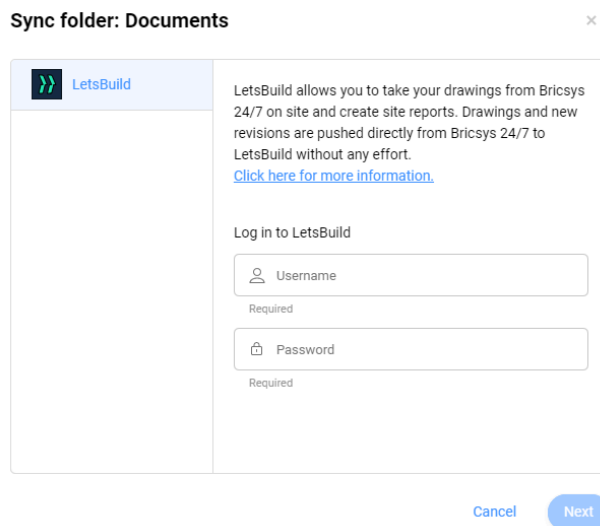 Sync folder: Documents
LetsBuild
LetsBuild allows you to take your drawings from Bricsys
24/7 on site and create site reports. Drawings and new
revisions are pushed directly from Bricsys 24/7 to
LetsBuild without any effort.
Click here for more information.
Log in to LetsBuild
Username
Required
Password
Required
Cancel
Next